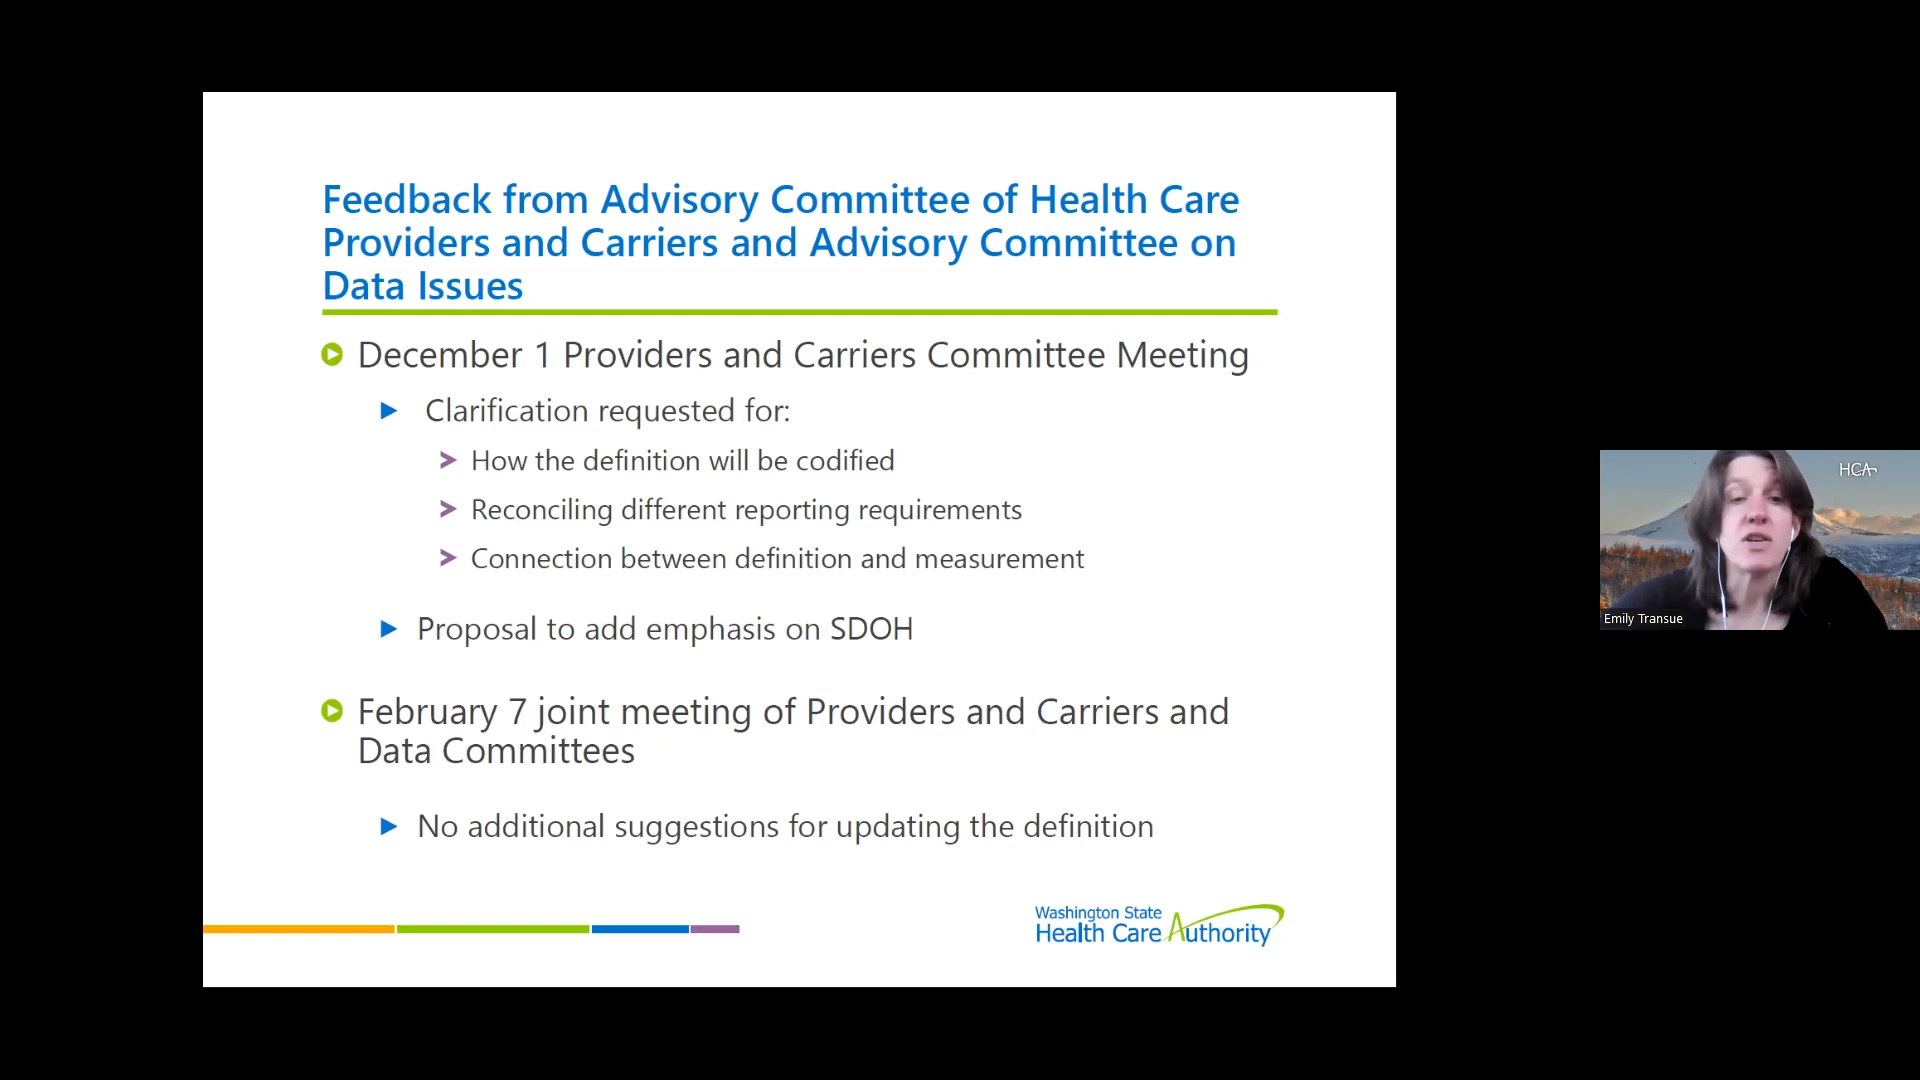 Feedback from Advisory Committee of Health Care
Providers and Carriers and Advisory Committee on
Data Issues
December 1 Providers and Carriers Committee Meeting
Clarification requested for:
How the definition will be codified
Reconciling different reporting requirements
Connection between definition and measurement
Proposal to add emphasis on SDOH
February 7 joint meeting of Providers and Carriers and
Data Committees
No additional suggestions for updating the definition
Washington State
Health Care Authority
HCA
Emily Transue